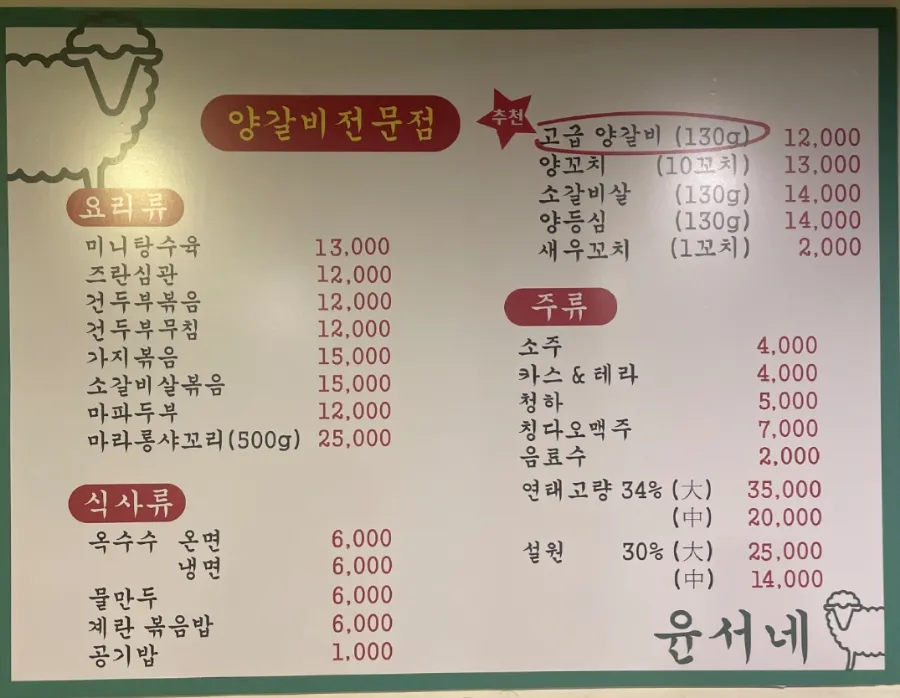 양갈비전문점
요리류
미니탕수육 13,000
즈란심관 12,000
건두부볶음 12,000
건두부무침 12,000
가지볶음 15,000
소갈비살볶음 15,000
마파두부 12,000
마라롱샤꼬리(500g) 25,000
식사류
옥수수 온면 6,000
냉면 6,000
물만두 6,000
계란 볶음밥 6,000
공기밥 1,000
추천
고급 양갈비 (130g) 12,000
양꼬치 (10꼬치) 13,000
소갈비살 (130g) 14,000
양등심 (130g) 14,000
새우꼬치 (1꼬치) 2,000
주류
소주 4,000
카스 & 테라 4,000
청하 5,000
칭다오맥주 7,000
음료수 2,000
연태고량 34% (大) 35,000
(中) 20,000
설원 30% (大) 25,000
(中) 14,000
윤서네